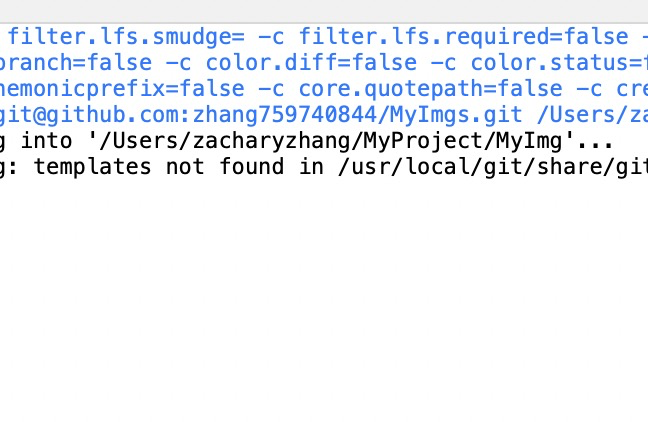 filter.lfs.smudge= -c filter.lfs.required=false -
branch=false -c color.diff=false -c color.status=f
nemonicprefix=false -c core.quotepath=false -c cre
git@github.com:zhang759740844/MyImgs.git /Users/za
g into '/Users/zacharyzhang/MyProject/MyImg'...
g: templates not found in /usr/local/git/share/git